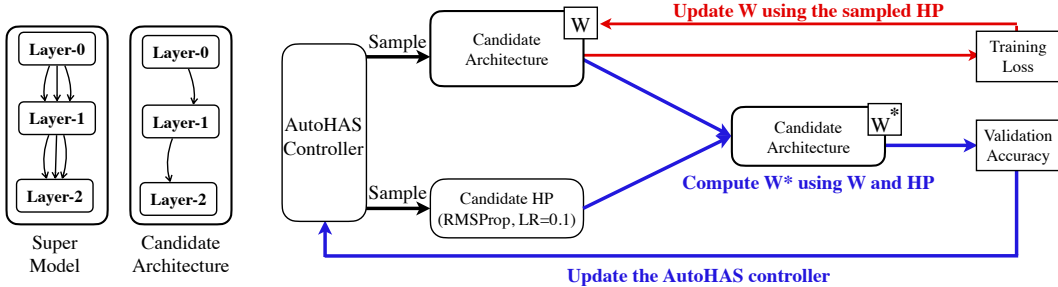 Layer-0
Layer-1
Layer-2
Super
Model
Layer-0
Layer-1
Layer-2
Candidate
Architecture
AutoHAS
Controller
Sample
Sample
Candidate
Architecture
W
Candidate HP
(RMSProp, LR=0.1)
Update W using the sampled HP
Training
Loss
Candidate
Architecture
W*
Compute W* using W and HP
Validation
Accuracy
Update the AutoHAS controller